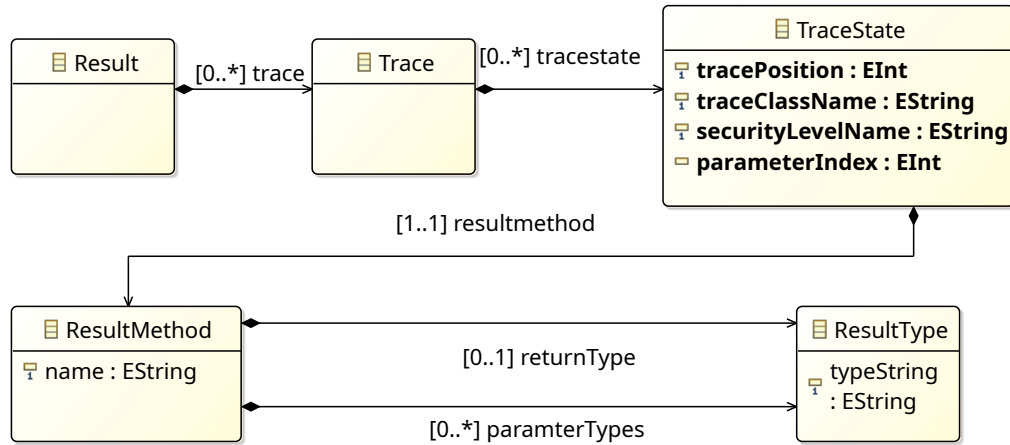 TraceState
Result
Trace
[0..*] trace
[0..*] tracestate
tracePosition : EInt
traceClassName : EString
securityLevelName : EString
parameterIndex : EInt
[1..1] resultmethod
ResultMethod
name : EString
[0..1] returnType
[0..*] paramterTypes
ResultType
typeString
: EString